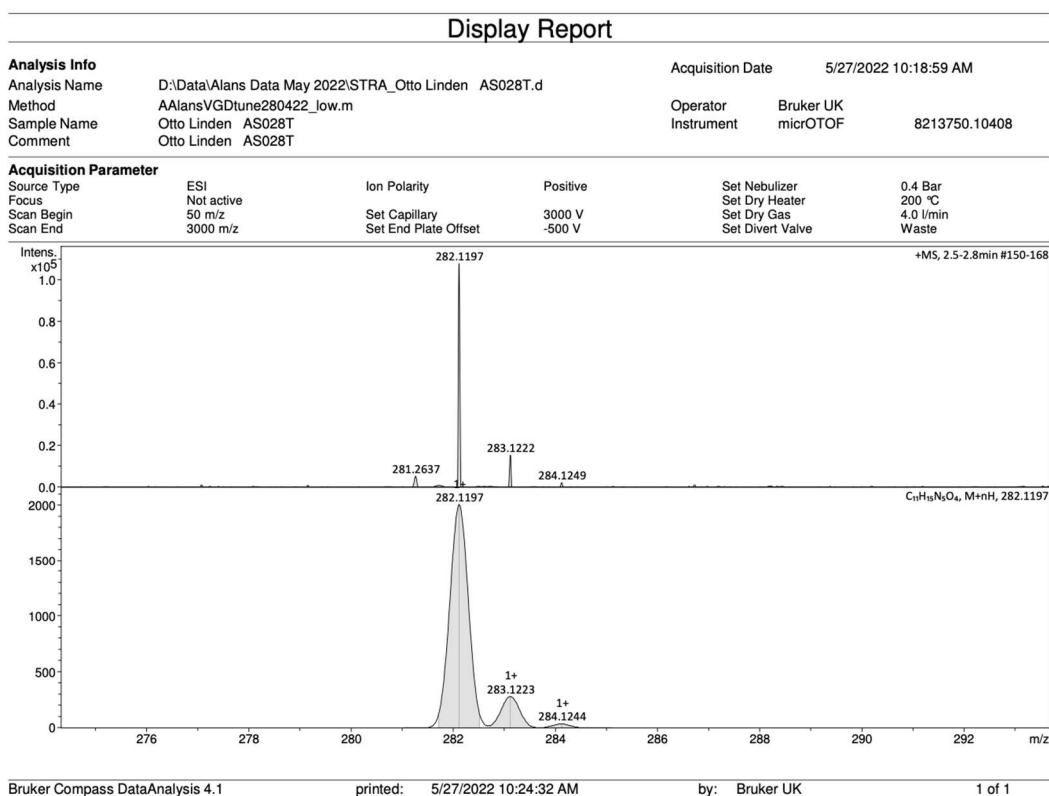 Display Report
Analysis Info
Acquisition Date 5/27/2022 10:18:59 AM
Analysis Name D:\Data\Alans Data May 2022\STRA_Otto Linden AS028T.d
Method AAlansVGDtune280422_low.m Operator Bruker UK
Sample Name Otto Linden AS028T Instrument micrOTOF 8213750.10408
Comment Otto Linden AS028T
Acquisition Parameter
Source Type ESI Ion Polarity Positive Set Nebulizer 0.4 Bar
Focus Not active Set Dry Heater 200 °C
Scan Begin 50 m/z Set Capillary 3000 V Set Dry Gas 4.0 l/min
Scan End 3000 m/z Set End Plate Offset -500 V Set Divert Valve Waste
Intens.
x10⁵
+MS, 2.5-2.8min #150-168
282.1197
1.0
0.8
0.6
0.4
0.2
283.1222
281.2637
284.1249
0.0
1+
282.1197
C₁₁H₁₅N₅O₄, M+nH, 282.1197
2000
1500
1000
500
0
1+
283.1223
1+
284.1244
276 278 280 282 284 286 288 290 292 m/z
Bruker Compass DataAnalysis 4.1 printed: 5/27/2022 10:24:32 AM by: Bruker UK 1 of 1